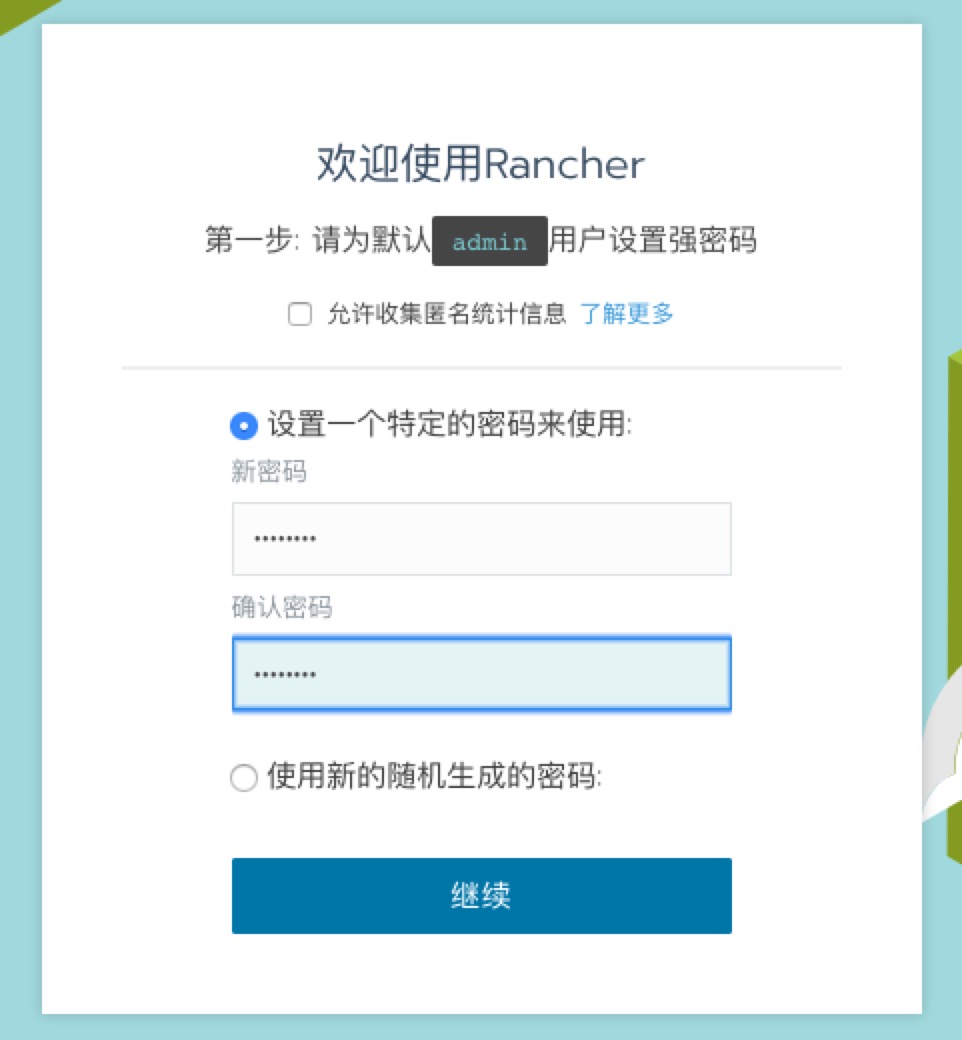 欢迎使用Rancher
第一步: 请为默认 admin 用户设置强密码
允许收集匿名统计信息 了解更多
设置一个特定的密码来使用:
新密码
••••••••
确认密码
••••••••
使用新的随机生成的密码:
继续